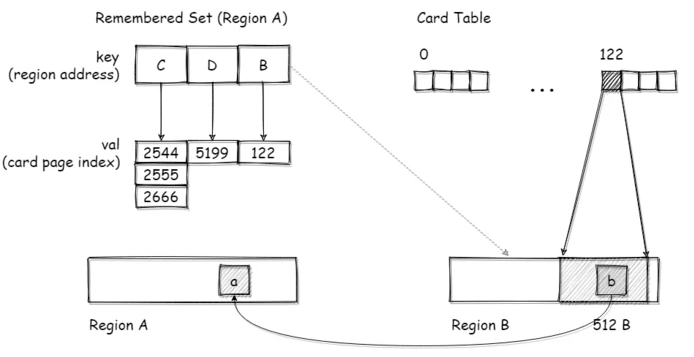 Remembered Set (Region A)
Card Table
key
(region address)
C
D
B
0
122
...
val
(card page index)
2544
5199
122
2555
2666
a
b
Region A
Region B
512 B